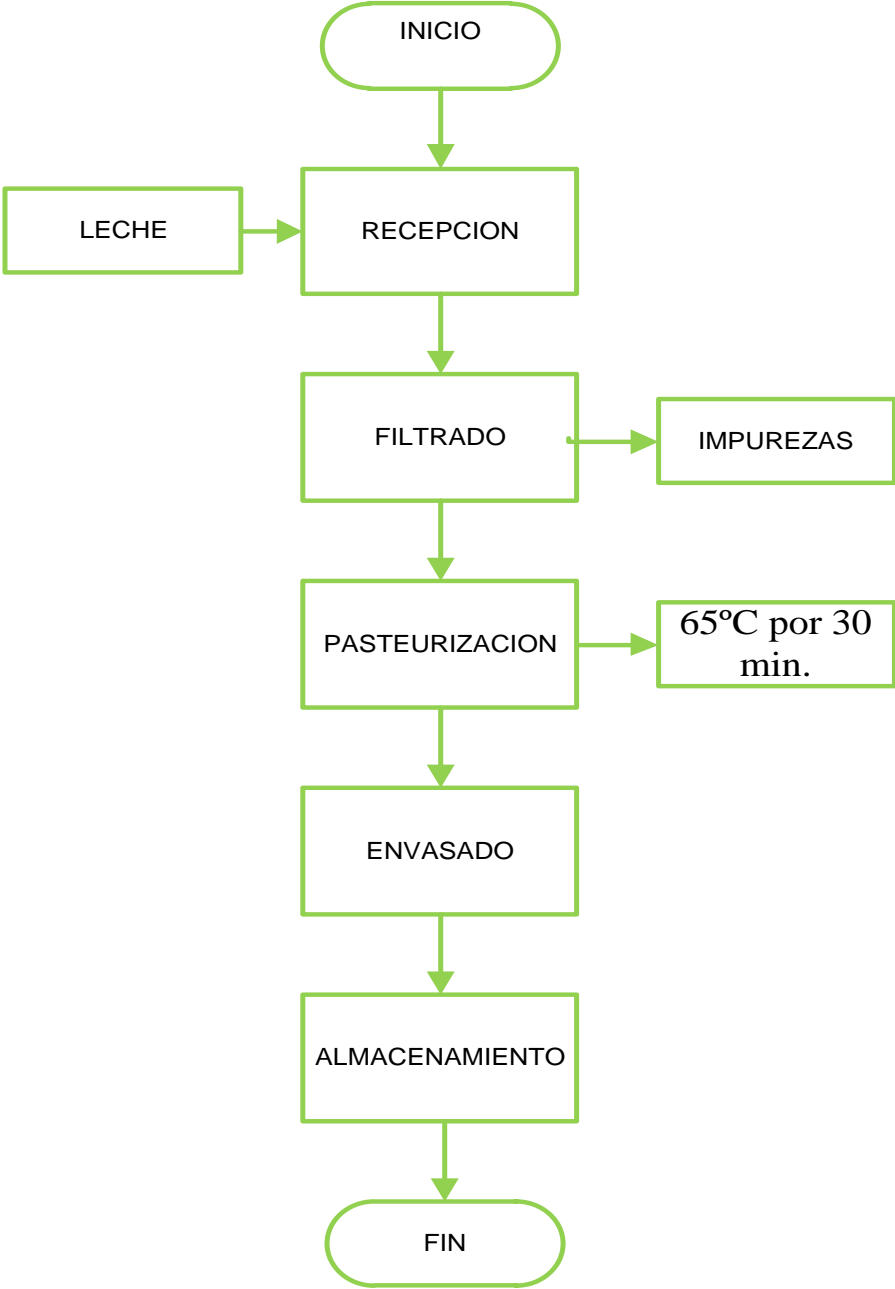 INICIO
LECHE
RECEPCION
FILTRADO
IMPUREZAS
PASTEURIZACION
65ºC por 30
min.
ENVASADO
ALMACENAMIENTO
FIN